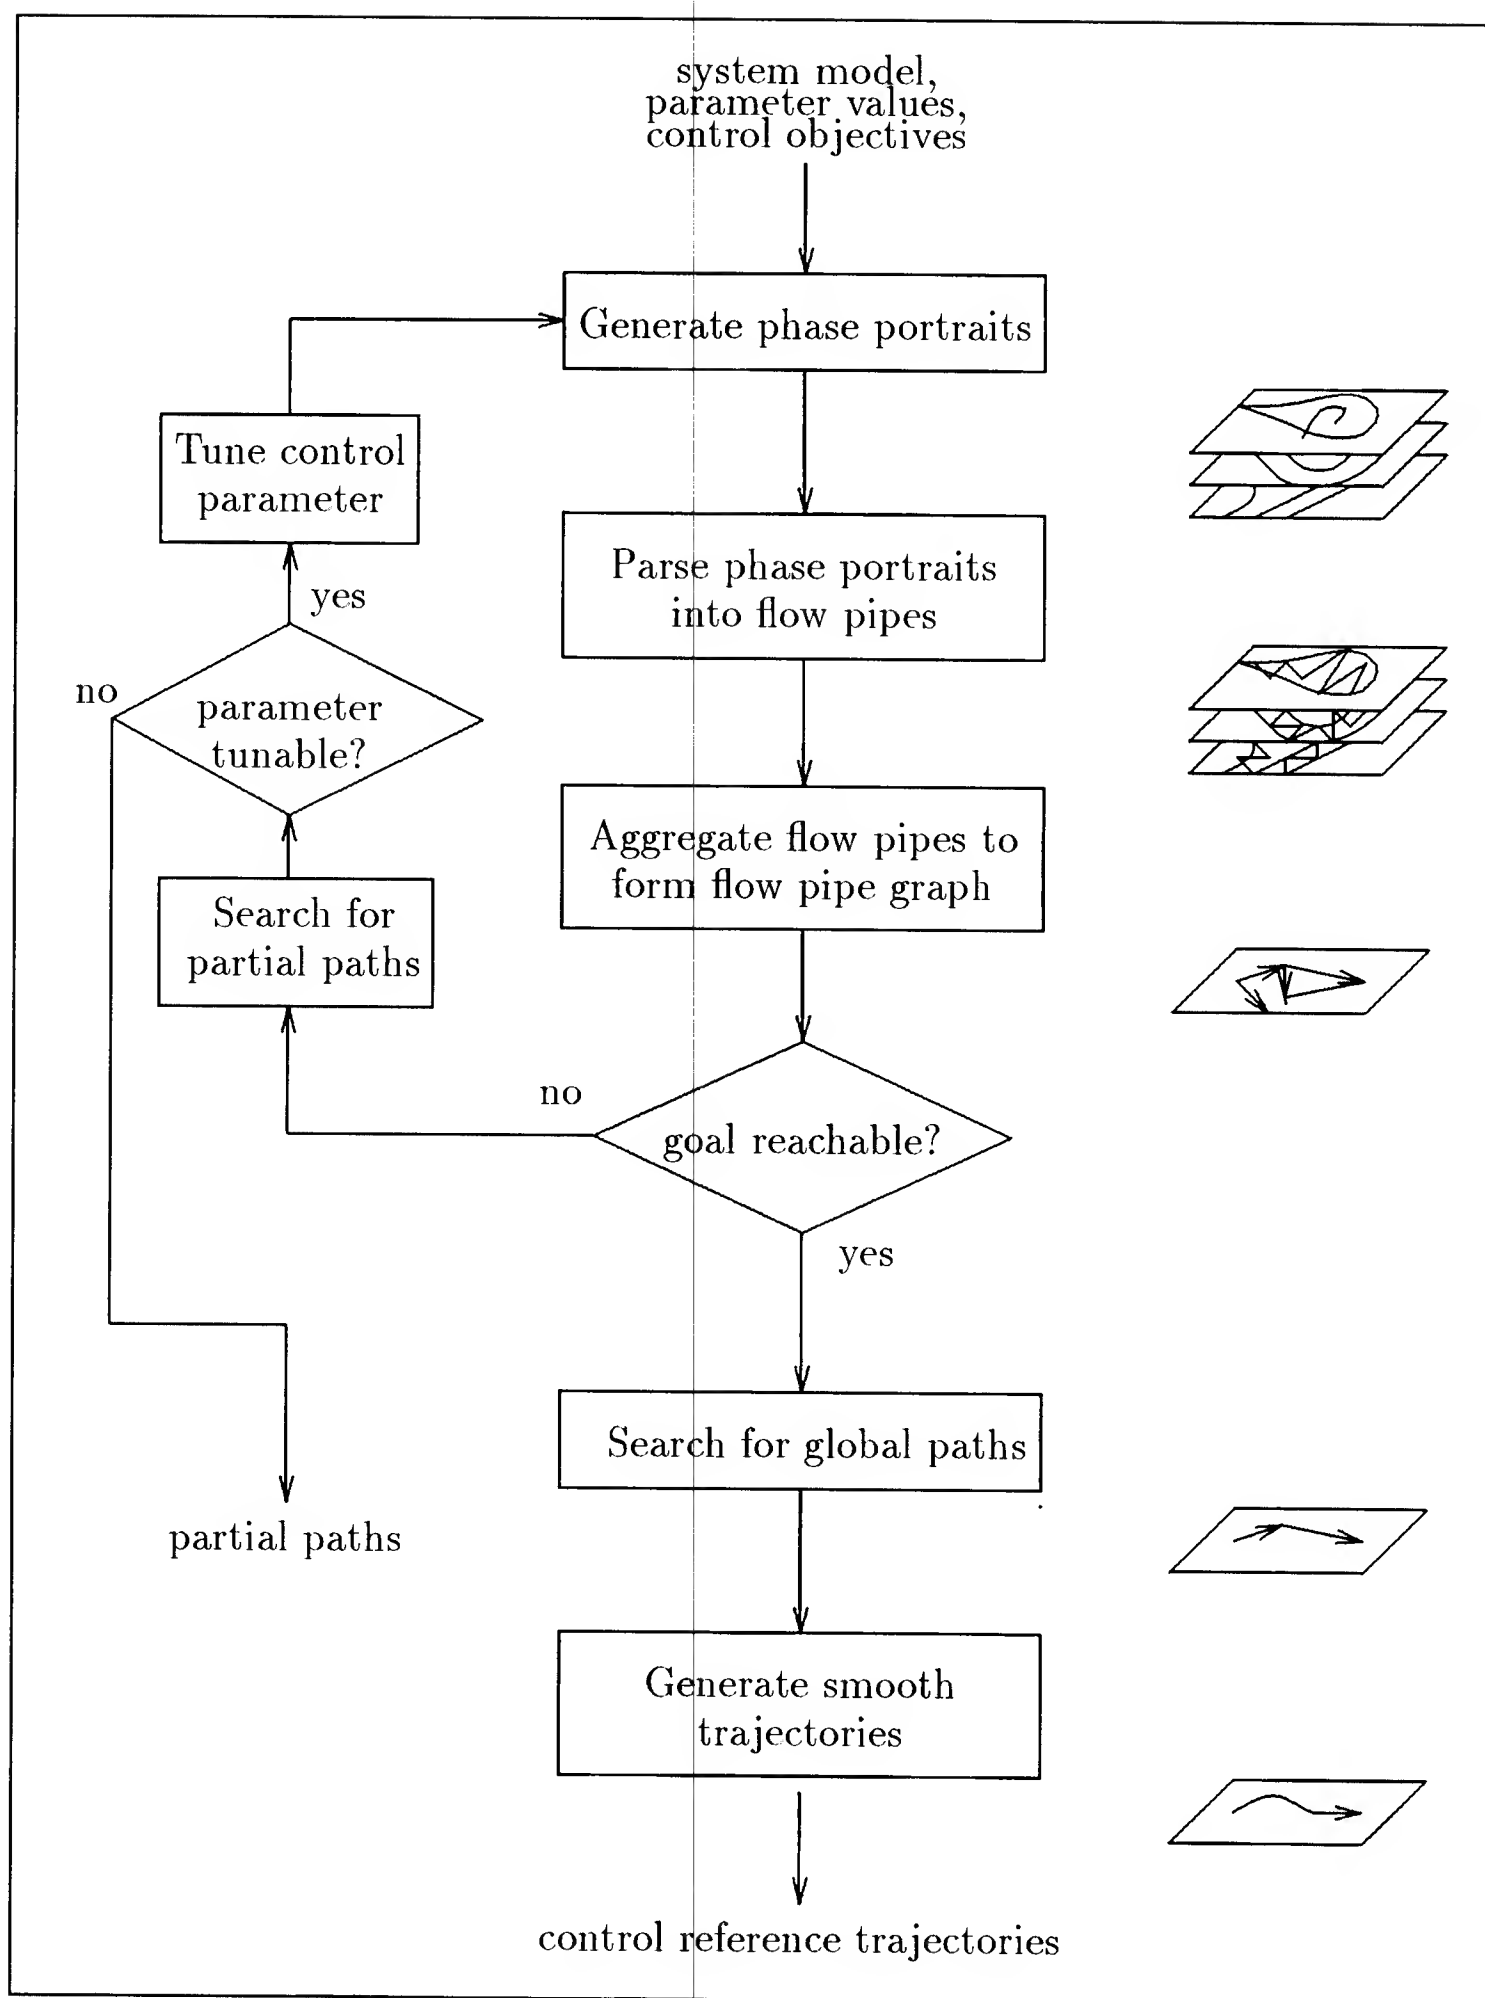 system model,
parameter values,
control objectives
Generate phase portraits
Tune control
parameter
Parse phase portraits
into flow pipes
yes
no
parameter
tunable?
Aggregate flow pipes to
form flow pipe graph
Search for
partial paths
no
goal reachable?
yes
Search for global paths
partial paths
Generate smooth
trajectories
control reference trajectories